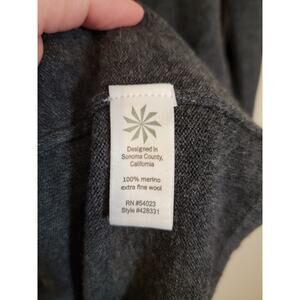 Designed in
Sonoma County,
California
100% merino
extra fine wool
RN #54023
Style #428331